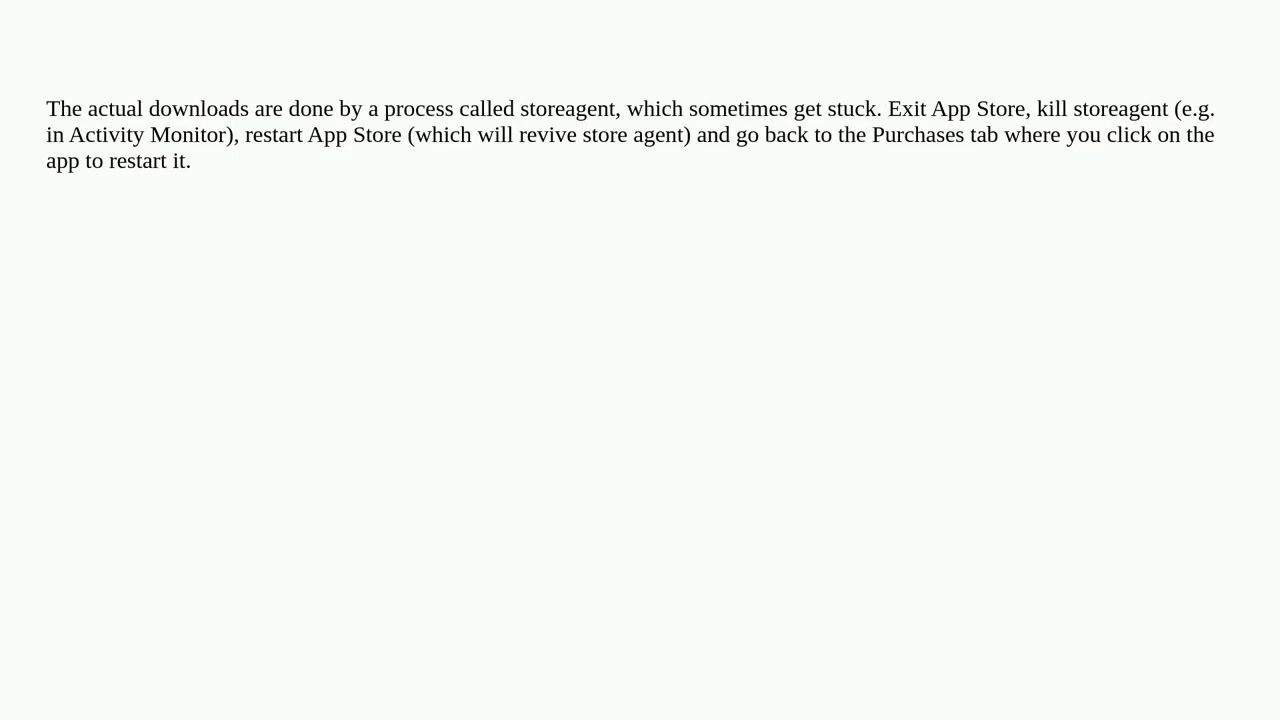 The actual downloads are done by a process called storeagent, which sometimes get stuck. Exit App Store, kill storeagent (e.g.
in Activity Monitor), restart App Store (which will revive store agent) and go back to the Purchases tab where you click on the
app to restart it.